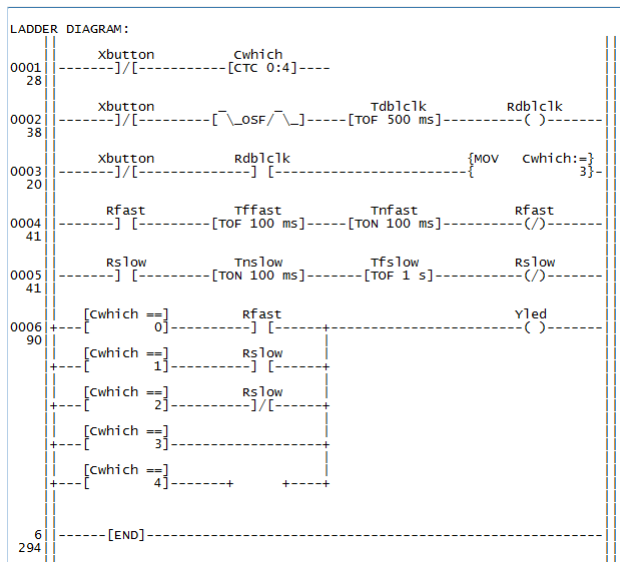 LADDER DIAGRAM:
Xbutton Cwhich
0001 ||-------]/[-----------[CTC 0:4]----
28
Xbutton _ _ Tdblclk Rdblclk
0002 ||-------]/[---------[ \_OSF/ \_]-----[TOF 500 ms]---------( )-------
38
Xbutton Rdblclk {MOV Cwhich:=}
0003 ||-------]/[--------------] [------------------------{ 3}-
20
Rfast Tffast Tnfast Rfast
0004 ||-------] [---------[TOF 100 ms]-----[TON 100 ms]---------(/)-------
41
Rslow Tnslow Tfslow Rslow
0005 ||-------] [---------[TON 100 ms]------[TOF 1 s]-----------(/)-------
41
[Cwhich ==] Rfast Yled
0006 |+---[ 0]----------] [------+-------------------------( )-------
90
[Cwhich ==] Rslow
|+---[ 1]----------] [------+
[Cwhich ==] Rslow
|+---[ 2]----------]/[------+
[Cwhich ==]
|+---[ 3]-------------------+
[Cwhich ==]
|+---[ 4]-------+ +----+
6 ||------[END]---------------------------------------------------------
294